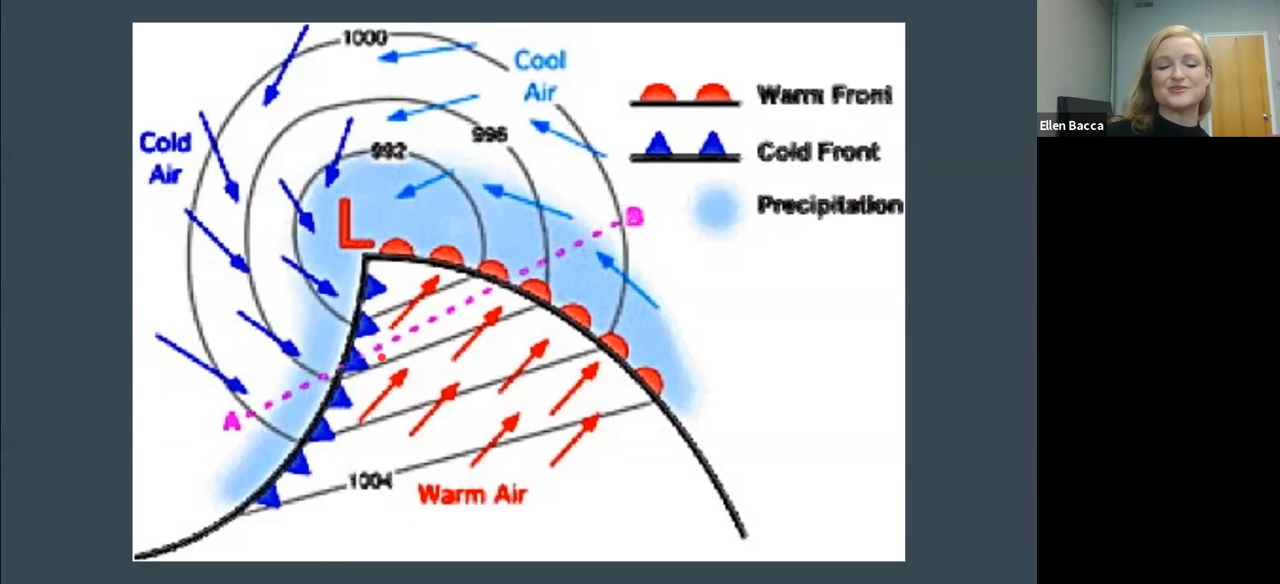 1000
Cool
Air
Warm Front
996
Cold
Air
992
Cold Front
Ellen Bacca
L
Precipitation
B
A
1004
Warm Air